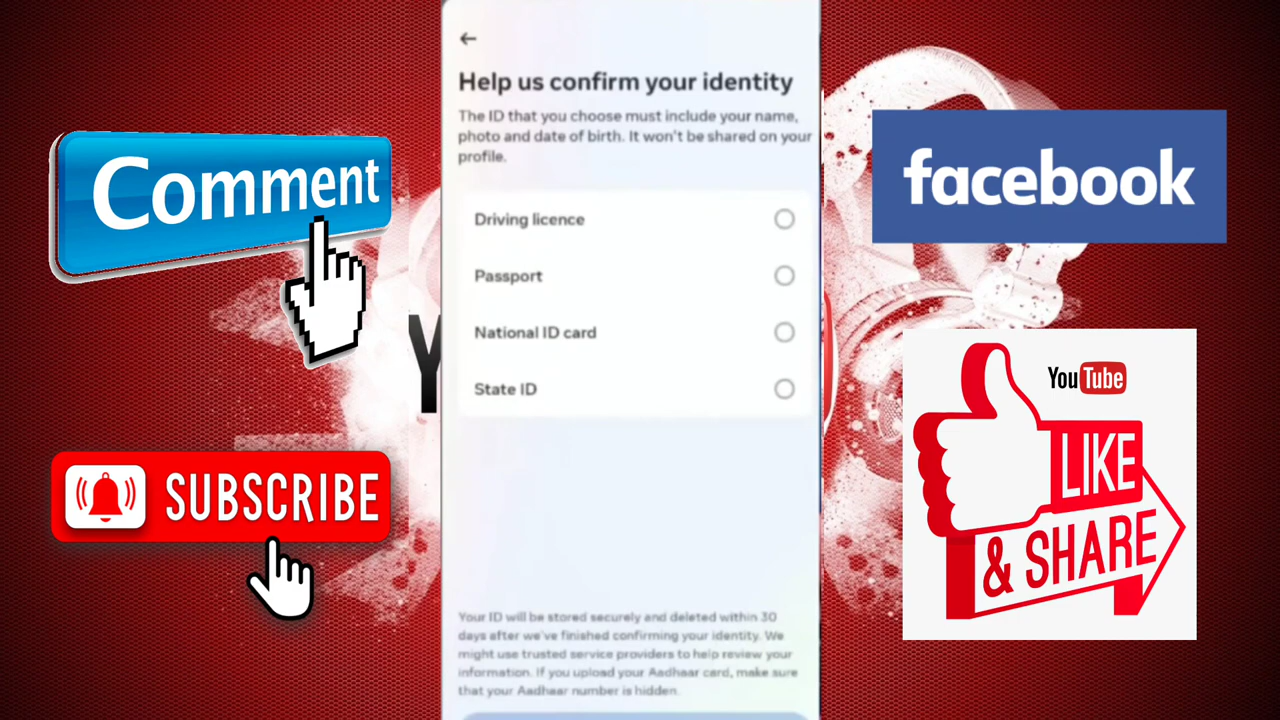 Help us confirm your identity
The ID that you choose must include your name,
photo and date of birth. It won't be shared on your
profile.
Driving licence
Passport
National ID card
State ID
Your ID will be stored securely and deleted within 30
days after we've finished confirming your identity. We
might use trusted service providers to help review your
information. If you upload your Aadhaar card, make sure
that your Aadhaar number is hidden.
Comment
SUBSCRIBE
Y
facebook
YouTube
LIKE
& SHARE